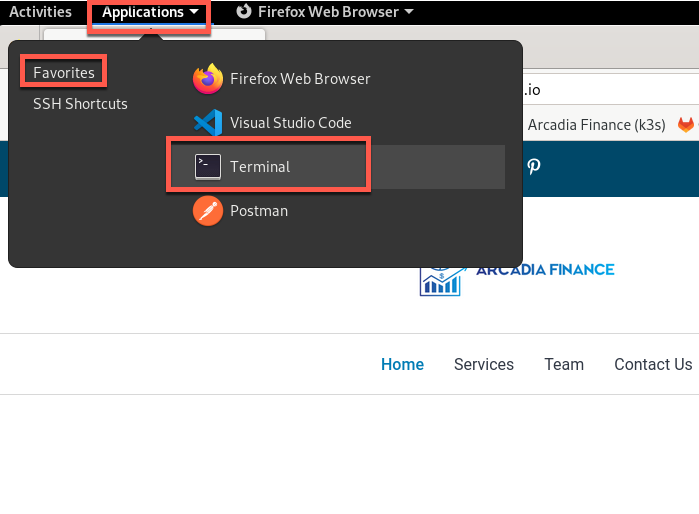 Activities Applications Firefox Web Browser
Favorites
SSH Shortcuts
Firefox Web Browser
Visual Studio Code
Terminal
Postman
.io
Arcadia Finance (k3s)
ARCADIA FINANCE
Home Services Team Contact Us